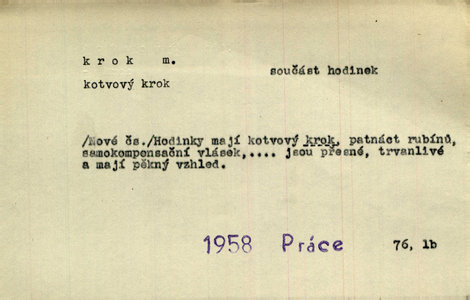 krok m.
součást hodinek
kotvový krok
/Nové čs./Hodinky mají kotvový krok, patnáct rubínů,
samokompensační vlásek,.... jsou přesné, trvanlivé
a mají pěkný vzhled.
1958 Práce 76, 1b